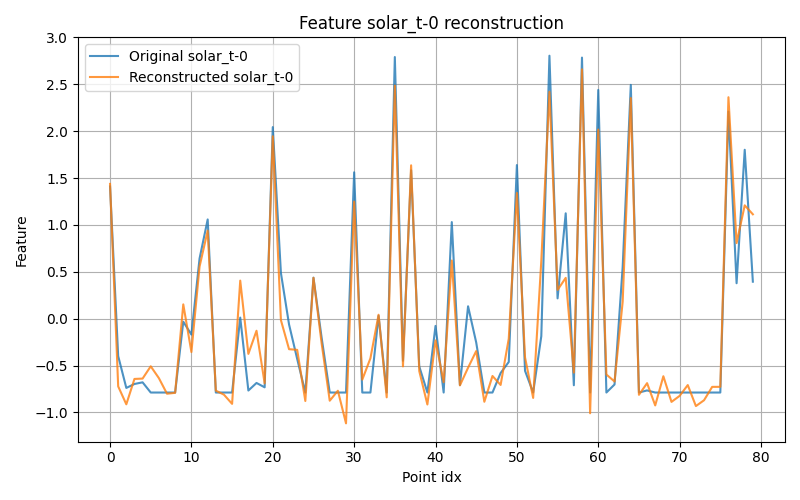 Feature solar_t-0 reconstruction
Original solar_t-0
Reconstructed solar_t-0
Feature
3.0
2.5
2.0
1.5
1.0
0.5
0.0
−0.5
−1.0
0 10 20 30 40 50 60 70 80
Point idx